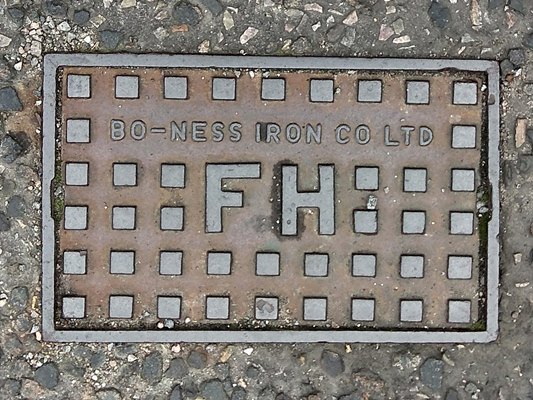 BO-NESS IRON CO LTD
FH